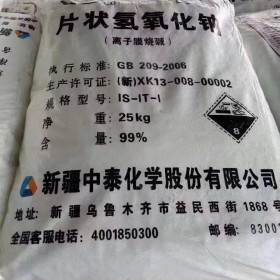 片状氢氧化钠
(离子膜烧碱)
执行标准: GB 209-2006
生产许可证: (新)XK13-008-00002
规格型号: IS-IT-I
净 重: 25kg
含 量: 99%
8
新疆中泰化学股份有限公司
地址: 新疆乌鲁木齐市益民西街1868号
全国客服电话: 4001850300 邮编: 8300